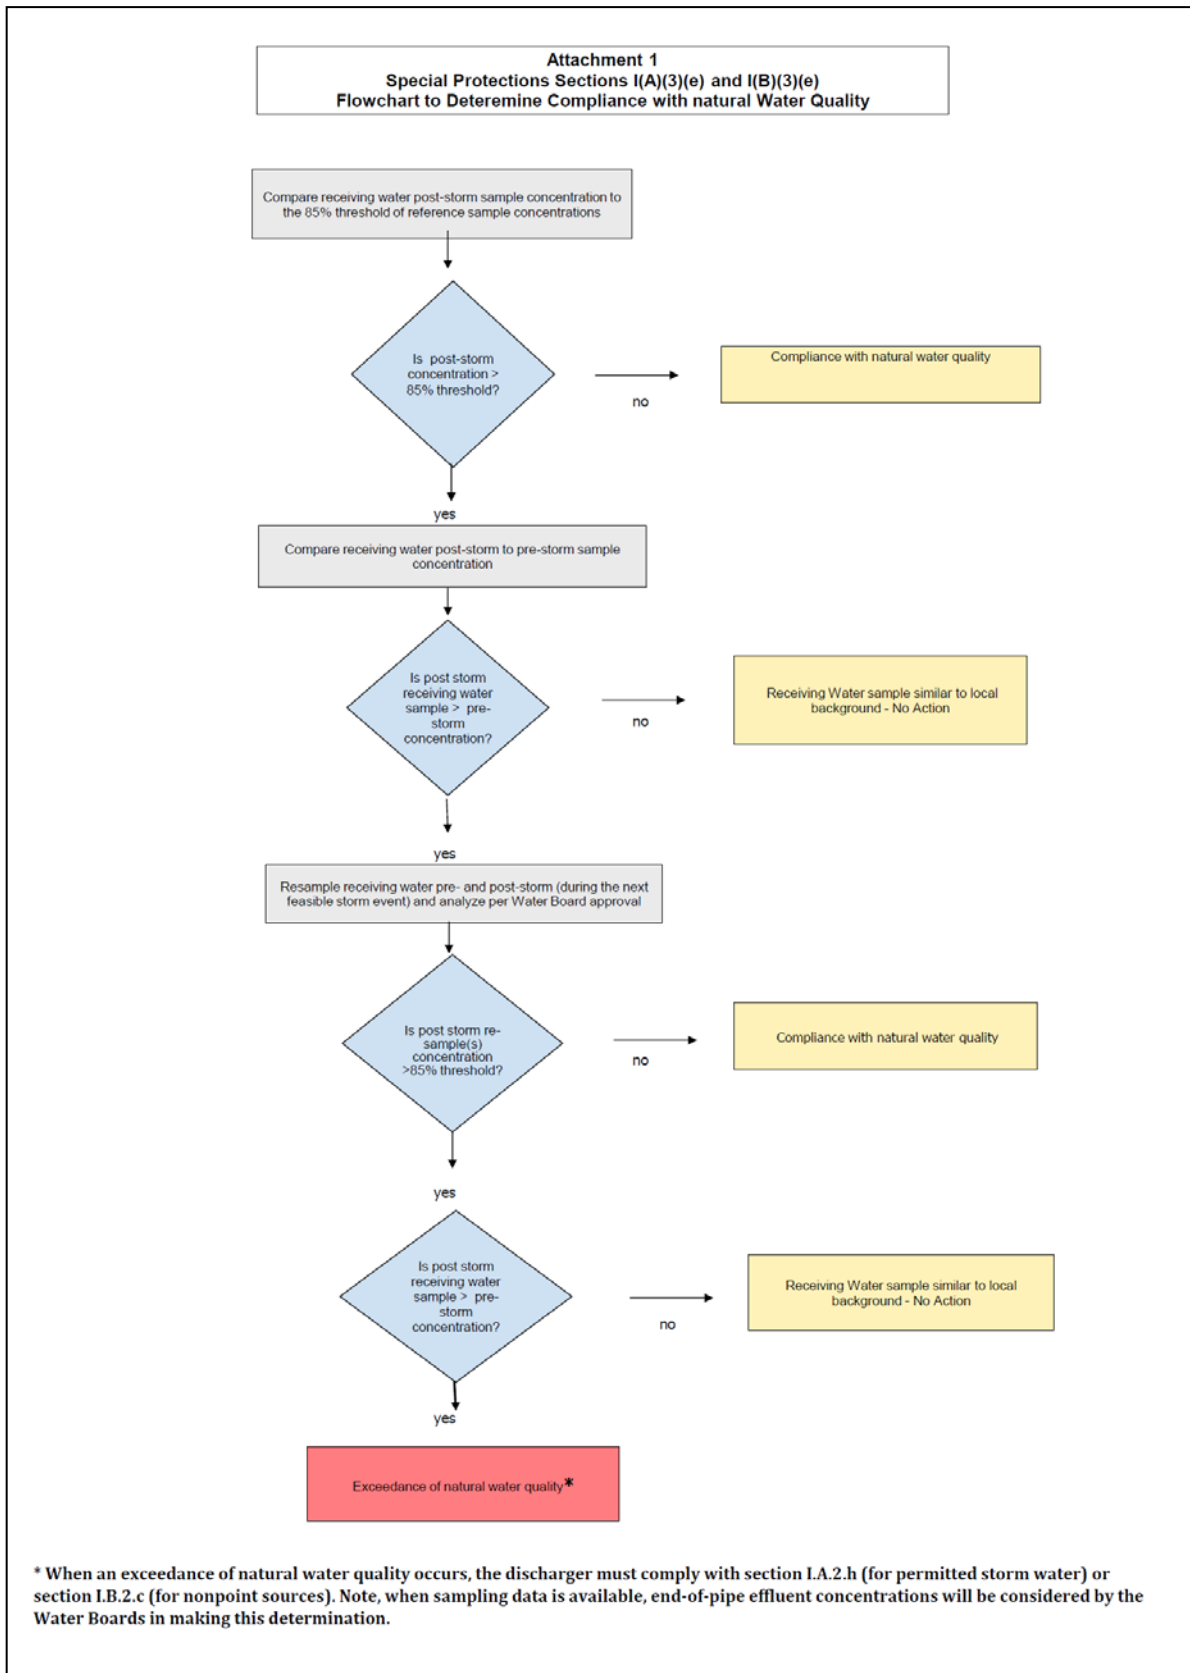 Attachment 1
Special Protections Sections I(A)(3)(e) and I(B)(3)(e)
Flowchart to Deteremine Compliance with natural Water Quality
Compare receiving water post-storm sample concentration to
the 85% threshold of reference sample concentrations
Is post-storm
concentration >
85% threshold?
no
Compliance with natural water quality
yes
Compare receiving water post-storm to pre-storm sample
concentration
Is post storm
receiving water
sample > pre-
storm
concentration?
no
Receiving Water sample similar to local
background - No Action
yes
Resample receiving water pre- and post-storm (during the next
feasible storm event) and analyze per Water Board approval
Is post storm re-
sample(s)
concentration
>85% threshold?
no
Compliance with natural water quality
yes
Is post storm
receiving water
sample > pre-
storm
concentration?
no
Receiving Water sample similar to local
background - No Action
yes
Exceedance of natural water quality*
* When an exceedance of natural water quality occurs, the discharger must comply with section I.A.2.h (for permitted storm water) or
section I.B.2.c (for nonpoint sources). Note, when sampling data is available, end-of-pipe effluent concentrations will be considered by the
Water Boards in making this determination.